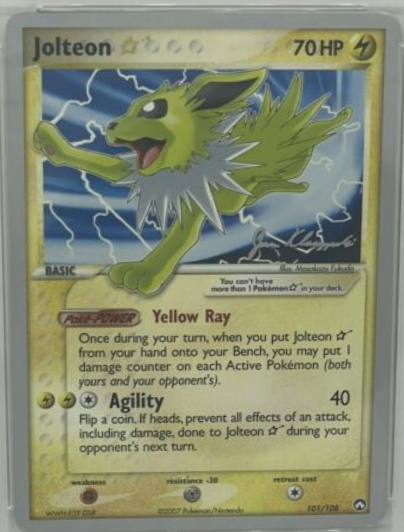 Jolteon ☆
70 HP
BASIC
Illus. Masakazu Fukuda
You can't have
more than 1 Pokémon ☆ in your deck.
Poké-POWER Yellow Ray
Once during your turn, when you put Jolteon ☆
from your hand onto your Bench, you may put 1
damage counter on each Active Pokémon (both
yours and your opponent's).
Agility 40
Flip a coin. If heads, prevent all effects of an attack,
including damage, done to Jolteon ☆ during your
opponent's next turn.
weakness resistance -30 retreat cost
©2007 Pokémon/Nintendo 101/108